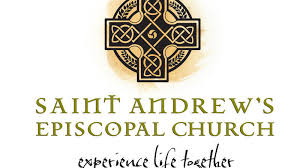 SAINT ANDREW'S
EPISCOPAL CHURCH
experience life together